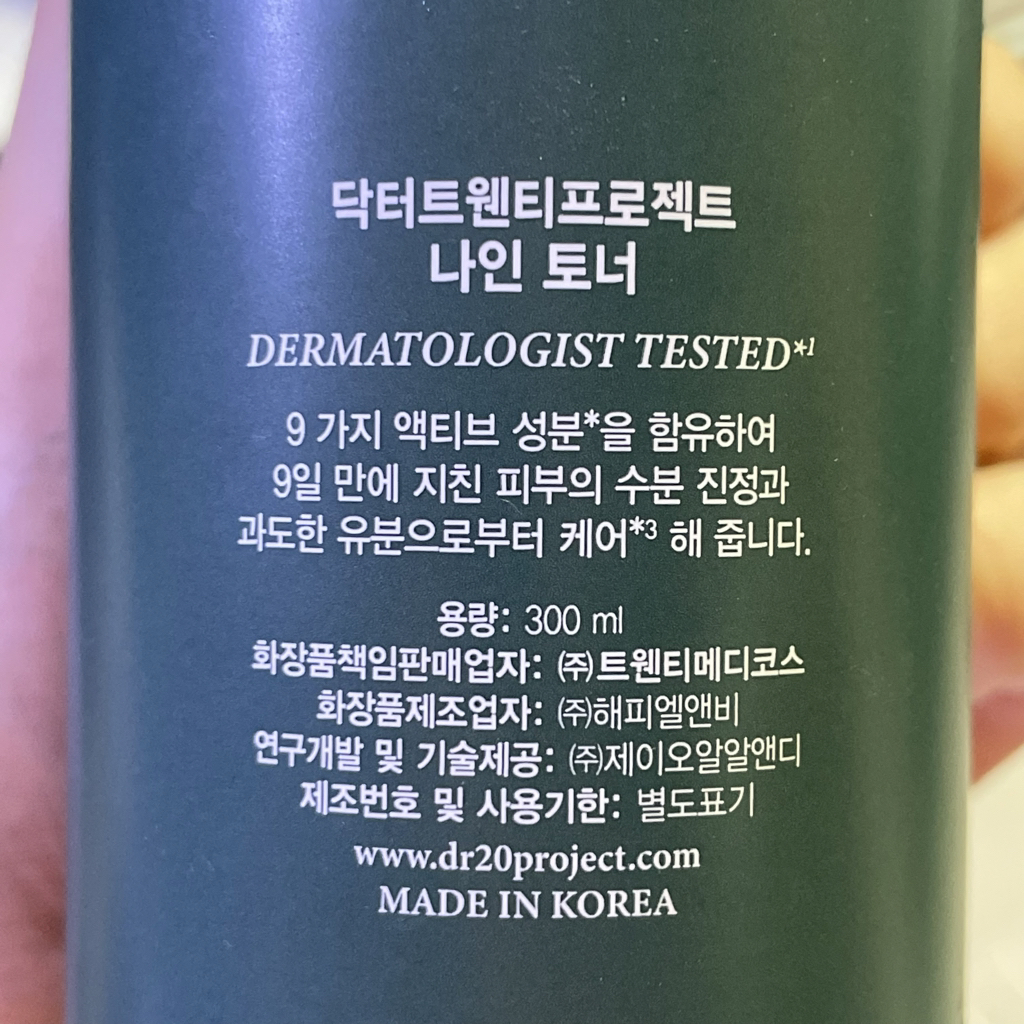 닥터트웬티프로젝트
나인 토너
DERMATOLOGIST TESTED*1
9 가지 액티브 성분*을 함유하여
9일 만에 지친 피부의 수분 진정과
과도한 유분으로부터 케어*3 해 줍니다.
용량: 300 ml
화장품책임판매업자: ㈜트웬티메디코스
화장품제조업자: ㈜해피엘앤비
연구개발 및 기술제공: ㈜제이오알알앤디
제조번호 및 사용기한: 별도표기
www.dr20project.com
MADE IN KOREA